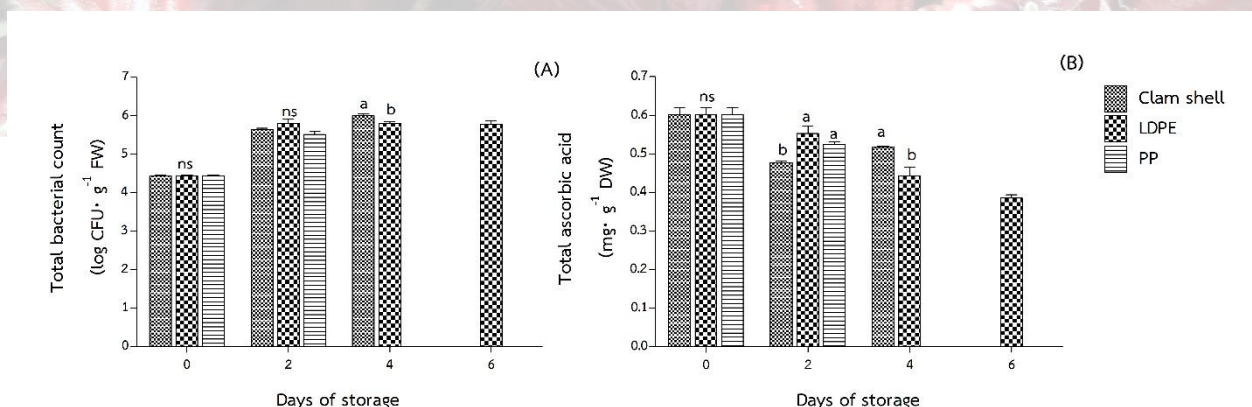 (A)
Total bacterial count
(log CFU· g⁻¹ FW)
7
6
5
4
3
2
1
0
ns
ns
a
b
0
2
4
6
Days of storage
(B)
Total ascorbic acid
(mg· g⁻¹ DW)
0.7
0.6
0.5
0.4
0.3
0.2
0.1
0.0
ns
b
a
a
a
b
0
2
4
6
Days of storage
Clam shell
LDPE
PP